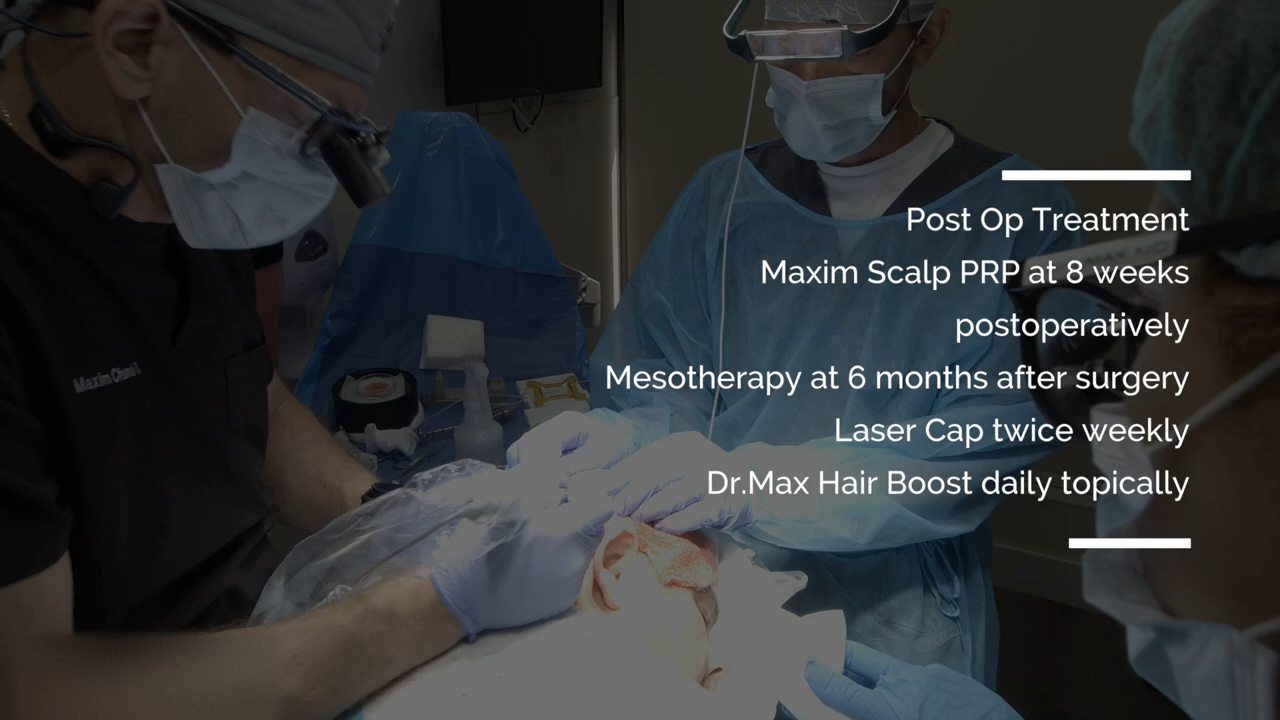 Post Op Treatment
Maxim Scalp PRP at 8 weeks
postoperatively
Mesotherapy at 6 months after surgery
Laser Cap twice weekly
Dr.Max Hair Boost daily topically
Maxim